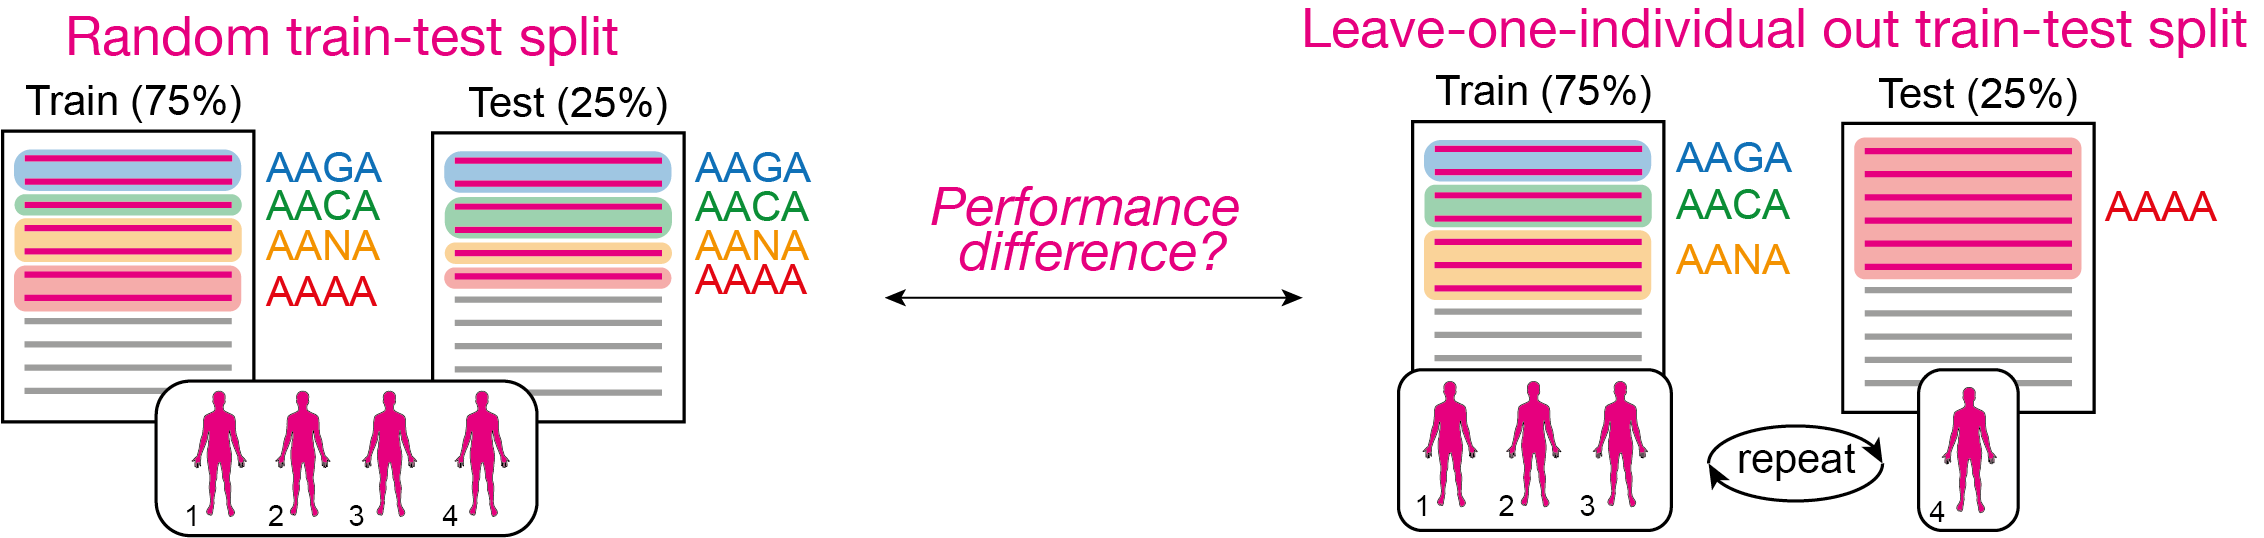 Random train-test split
Train (75%)
AAGA
AACA
AANA
AAAA
Test (25%)
AAGA
AACA
AANA
AAAA
1 2 3 4
Performance
difference?
Leave-one-individual out train-test split
Train (75%)
AAGA
AACA
AANA
Test (25%)
AAAA
1 2 3
repeat
4